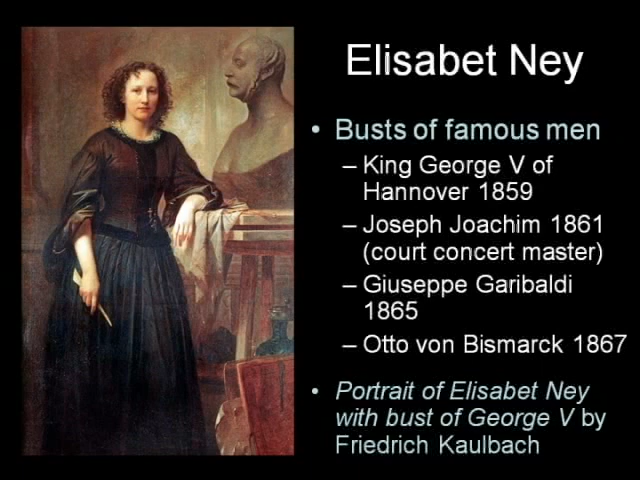 Elisabet Ney
• Busts of famous men
– King George V of
Hannover 1859
– Joseph Joachim 1861
(court concert master)
– Giuseppe Garibaldi
1865
– Otto von Bismarck 1867
• Portrait of Elisabet Ney
with bust of George V by
Friedrich Kaulbach